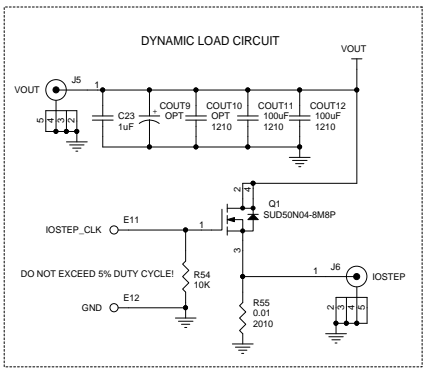 DYNAMIC LOAD CIRCUIT
VOUT
VOUT
J5
1
5
4
3
2
C23
1uF
+
COUT9
OPT
COUT10
OPT
1210
COUT11
100uF
1210
COUT12
100uF
1210
2
4
Q1
SUD50N04-8M8P
IOSTEP_CLK
E11
1
3
DO NOT EXCEED 5% DUTY CYCLE!
R54
10K
J6
1
IOSTEP
2
3
4
5
GND
E12
R55
0.01
2010